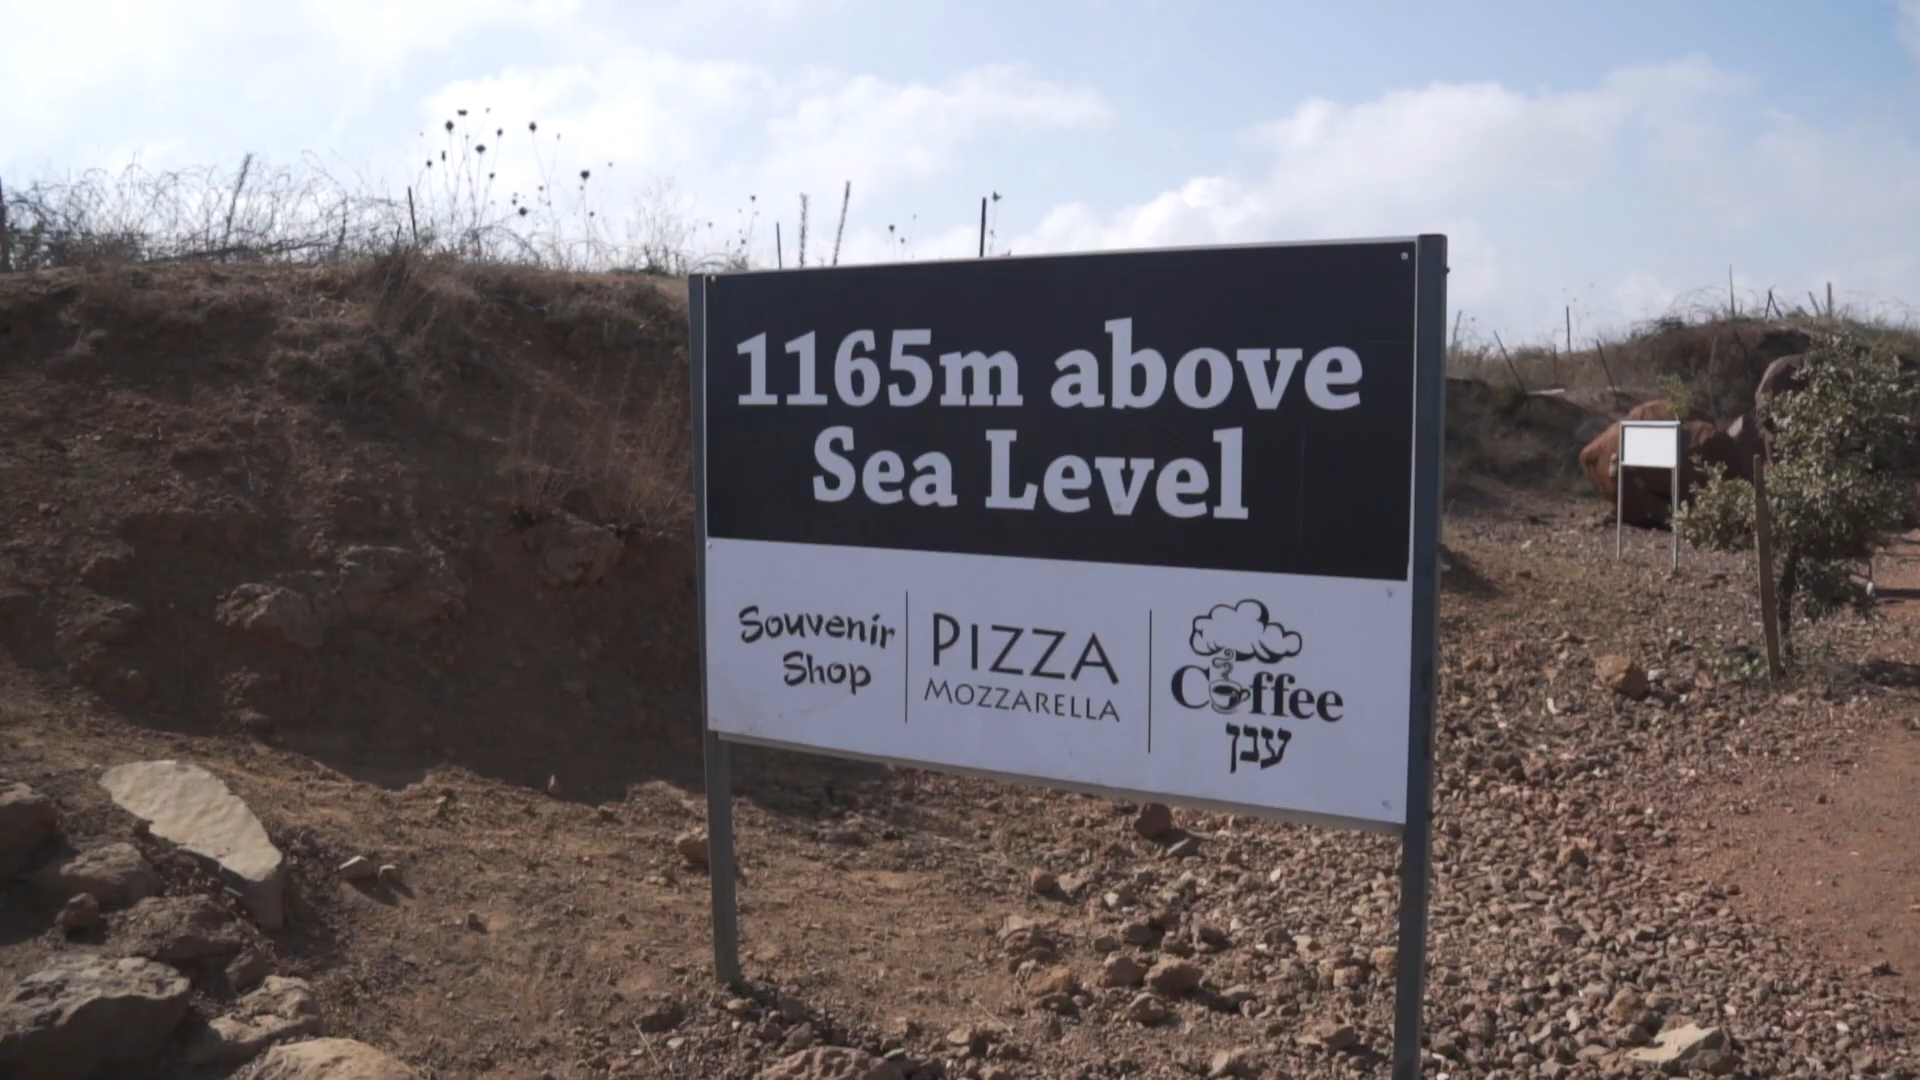 1165m above
Sea Level
Souvenir
Shop
PIZZA
MOZZARELLA
Coffee
ענן